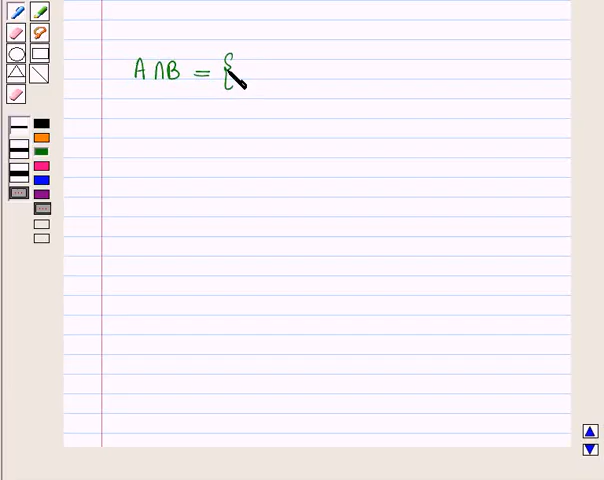 A ∩ B = {